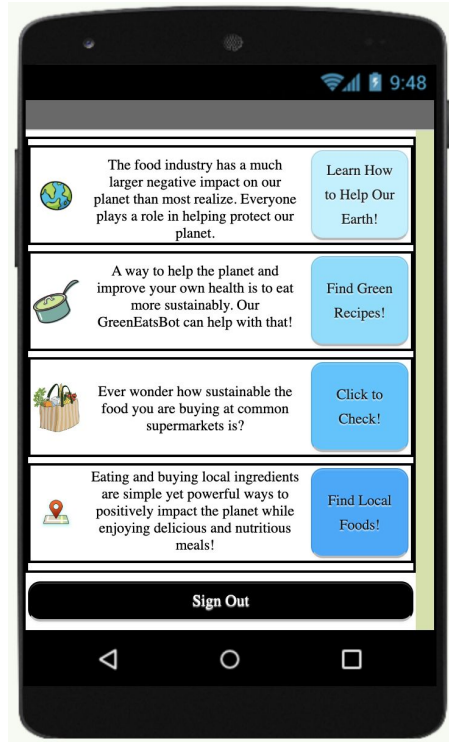 9:48
The food industry has a much
larger negative impact on our
planet than most realize. Everyone
plays a role in helping protect our
planet.
Learn How
to Help Our
Earth!
A way to help the planet and
improve your own health is to eat
more sustainably. Our
GreenEatsBot can help with that!
Find Green
Recipes!
Ever wonder how sustainable the
food you are buying at common
supermarkets is?
Click to
Check!
Eating and buying local ingredients
are simple yet powerful ways to
positively impact the planet while
enjoying delicious and nutritious
meals!
Find Local
Foods!
Sign Out